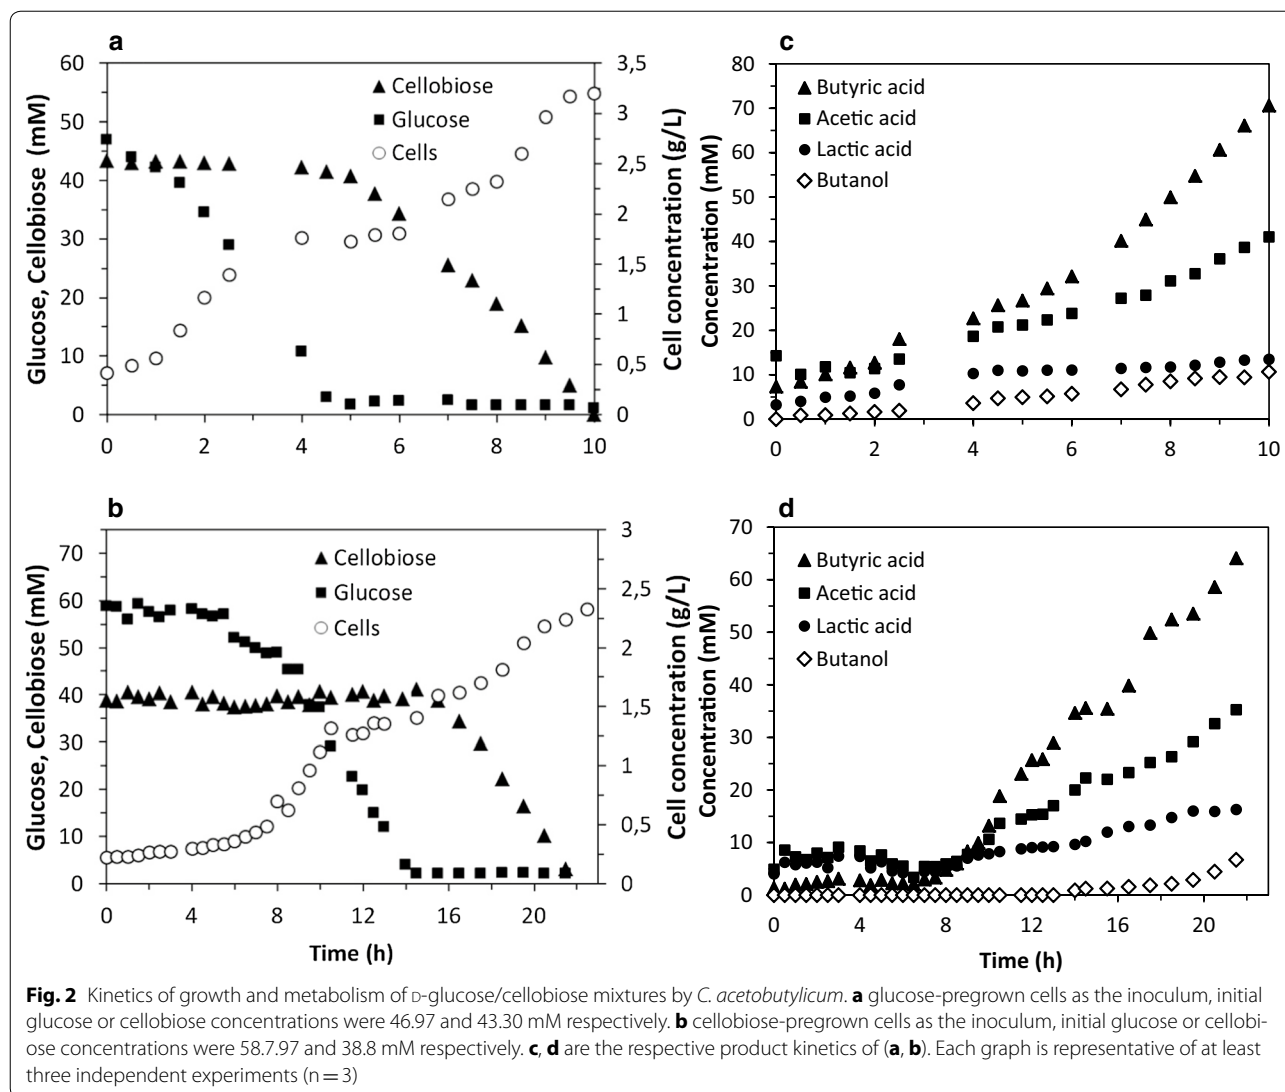 a
60
50
40
30
20
10
0
Glucose, Cellobiose (mM)
Cellobiose
Glucose
Cells
3,5
3
2,5
2
1,5
1
0,5
0
Cell concentration (g/L)
0 2 4 6 8 10
c
80
70
60
50
40
30
20
10
0
Concentration (mM)
Butyric acid
Acetic acid
Lactic acid
Butanol
0 2 4 6 8 10
b
70
60
50
40
30
20
10
0
Glucose, Cellobiose (mM)
Cellobiose
Glucose
Cells
3
2,5
2
1,5
1
0,5
0
Cell concentration (g/L)
0 4 8 12 16 20
Time (h)
d
70
60
50
40
30
20
10
0
Concentration (mM)
Butyric acid
Acetic acid
Lactic acid
Butanol
0 4 8 12 16 20
Time (h)
Fig. 2 Kinetics of growth and metabolism of D-glucose/cellobiose mixtures by C. acetobutylicum. a glucose-pregrown cells as the inoculum, initial
glucose or cellobiose concentrations were 46.97 and 43.30 mM respectively. b cellobiose-pregrown cells as the inoculum, initial glucose or cellobi-
ose concentrations were 58.7.97 and 38.8 mM respectively. c, d are the respective product kinetics of (a, b). Each graph is representative of at least
three independent experiments (n = 3)